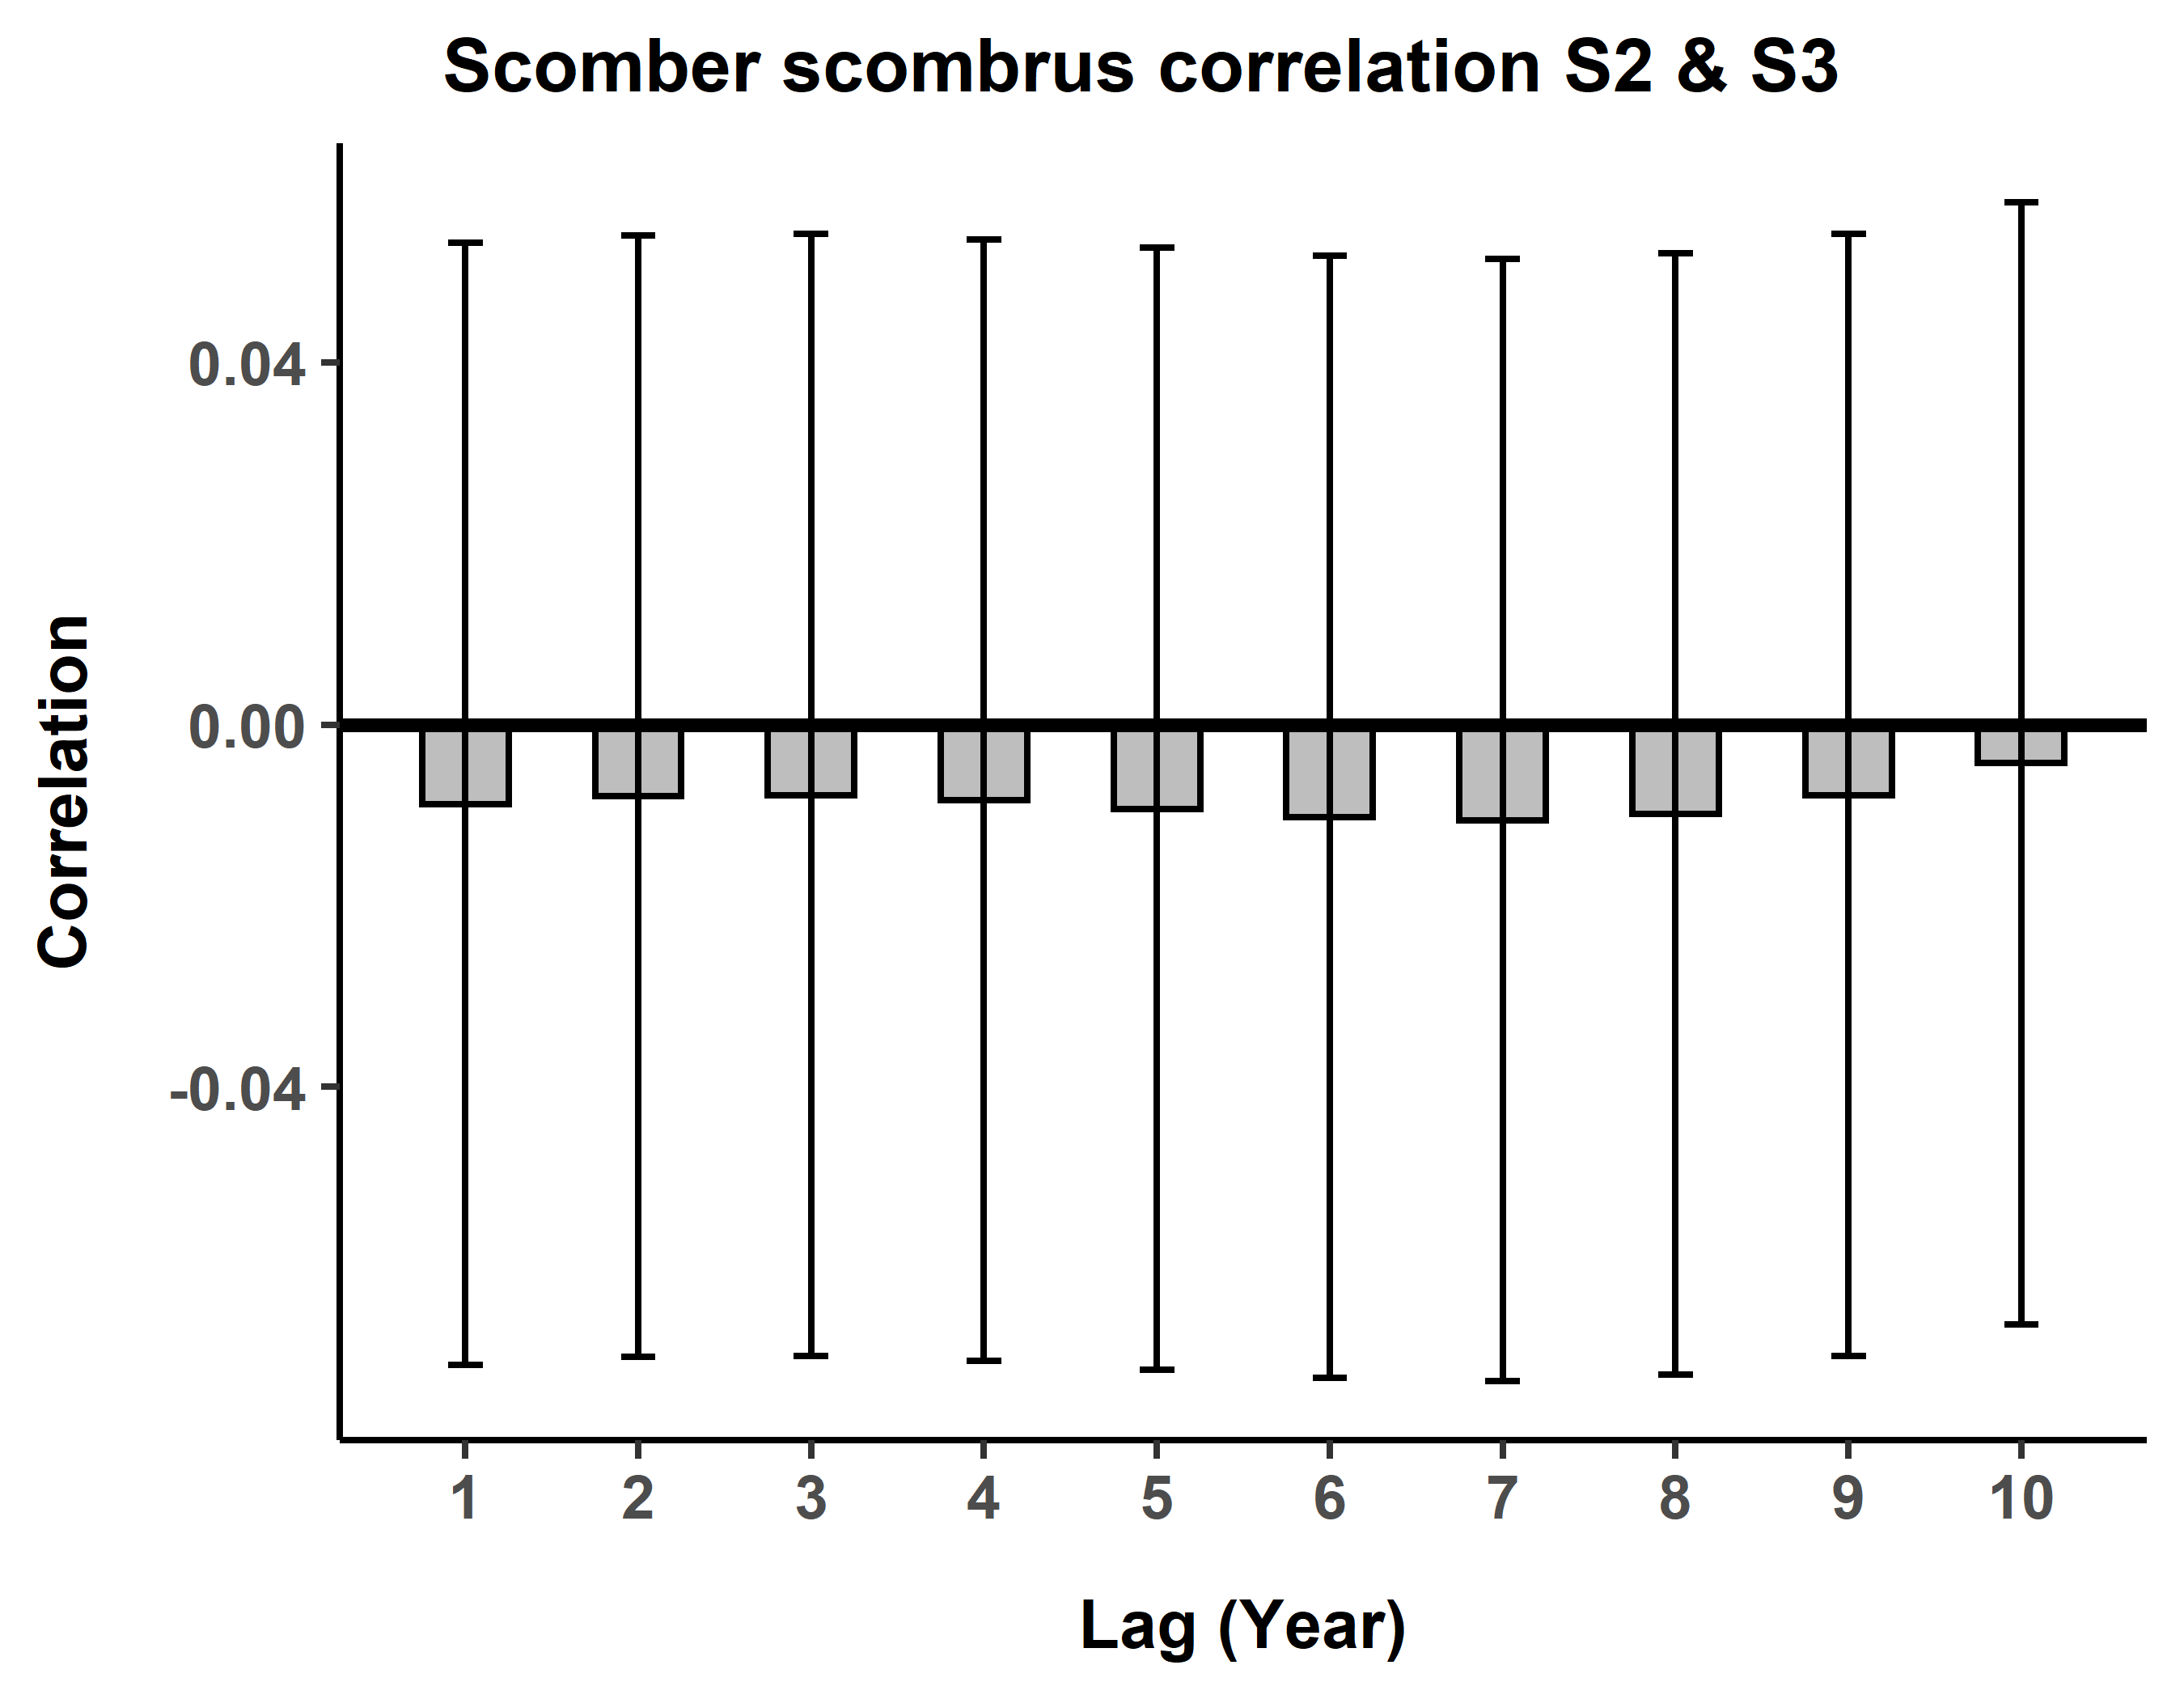 Scomber scombrus correlation S2 & S3
0.04
0.00
-0.04
Correlation
1 2 3 4 5 6 7 8 9 10
Lag (Year)